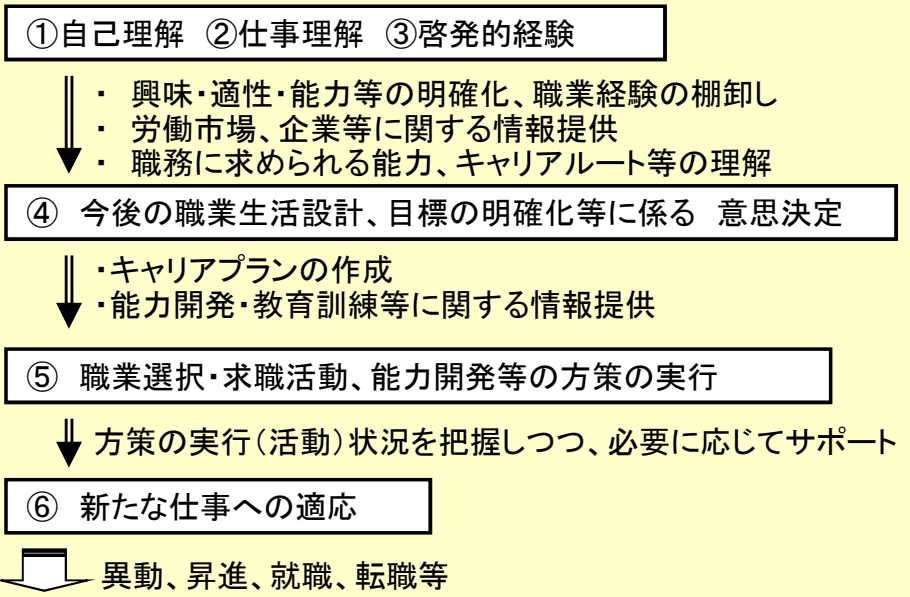 ①自己理解 ②仕事理解 ③啓発的経験
・ 興味・適性・能力等の明確化、職業経験の棚卸し
・ 労働市場、企業等に関する情報提供
・ 職務に求められる能力、キャリアルート等の理解
④ 今後の職業生活設計、目標の明確化等に係る 意思決定
・キャリアプランの作成
・能力開発・教育訓練等に関する情報提供
⑤ 職業選択・求職活動、能力開発等の方策の実行
方策の実行(活動)状況を把握しつつ、必要に応じてサポート
⑥ 新たな仕事への適応
異動、昇進、就職、転職等